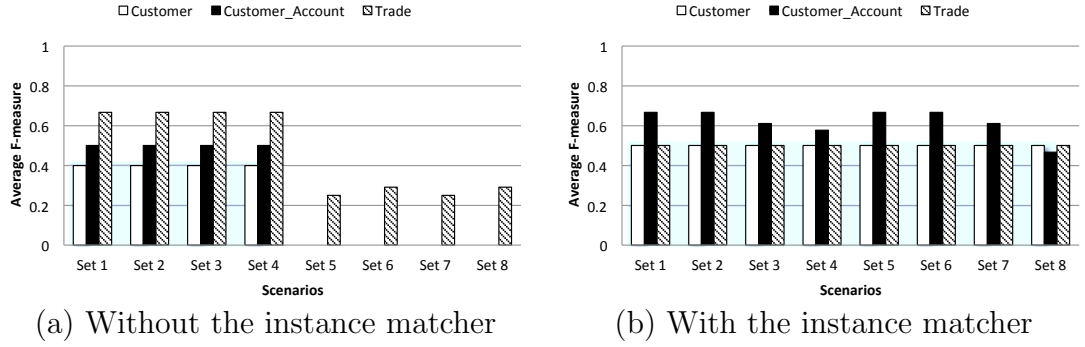 Customer Customer_Account Trade
1
0.8
0.6
0.4
0.2
0
Average F-measure
Set 1 Set 2 Set 3 Set 4 Set 5 Set 6 Set 7 Set 8
Scenarios
(a) Without the instance matcher
Customer Customer_Account Trade
1
0.8
0.6
0.4
0.2
0
Average F-measure
Set 1 Set 2 Set 3 Set 4 Set 5 Set 6 Set 7 Set 8
Scenarios
(b) With the instance matcher